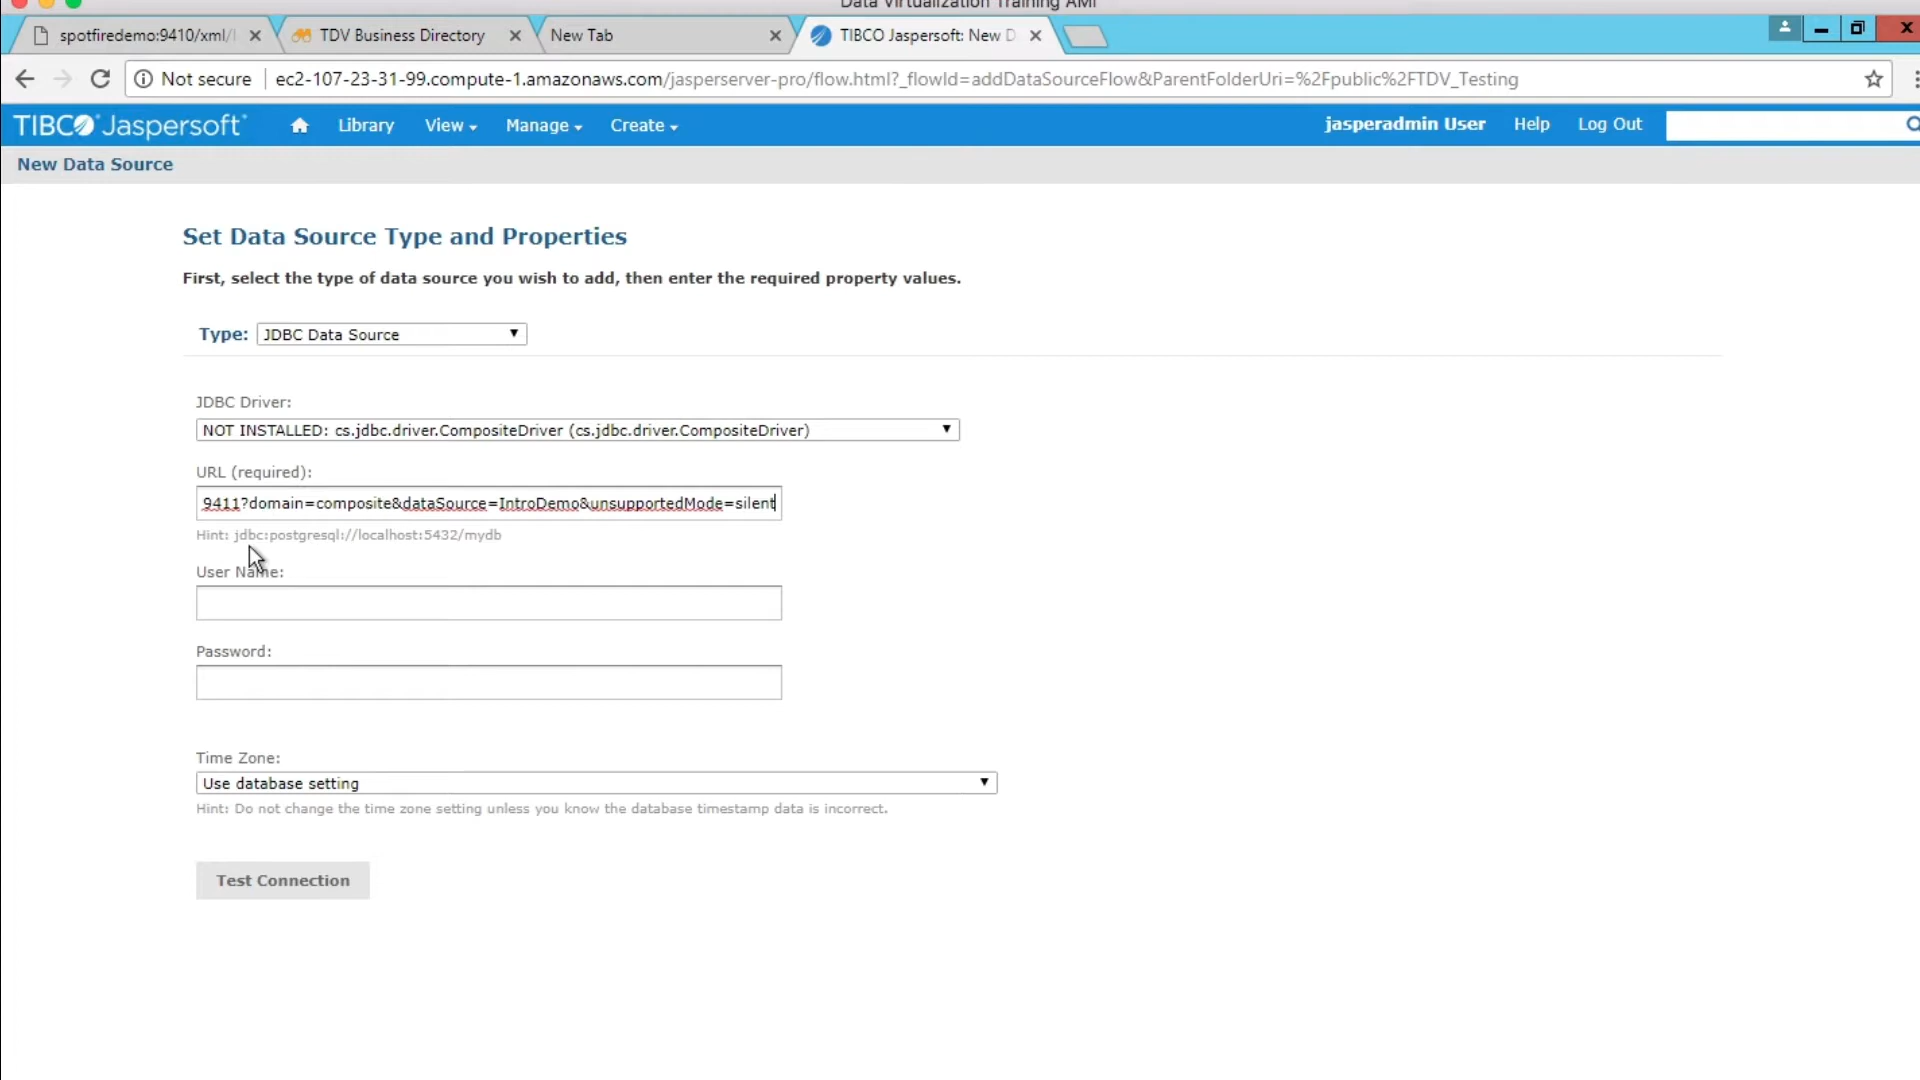 Data Virtualization Training AMI
spotfiredemo:9410/xml/
TDV Business Directory
New Tab
TIBCO Jaspersoft: New D
Not secure
ec2-107-23-31-99.compute-1.amazonaws.com/jasperserver-pro/flow.html?_flowId=addDataSourceFlow&ParentFolderUri=%2Fpublic%2FTDV_Testing
TIBCO Jaspersoft
Library
View
Manage
Create
jasperadmin User
Help
Log Out
New Data Source
Set Data Source Type and Properties
First, select the type of data source you wish to add, then enter the required property values.
Type: JDBC Data Source
JDBC Driver:
NOT INSTALLED: cs.jdbc.driver.CompositeDriver (cs.jdbc.driver.CompositeDriver)
URL (required):
9411?domain=composite&dataSource=IntroDemo&unsupportedMode=silent
Hint: jdbc:postgresql://localhost:5432/mydb
User Name:
Password:
Time Zone:
Use database setting
Hint: Do not change the time zone setting unless you know the database timestamp data is incorrect.
Test Connection